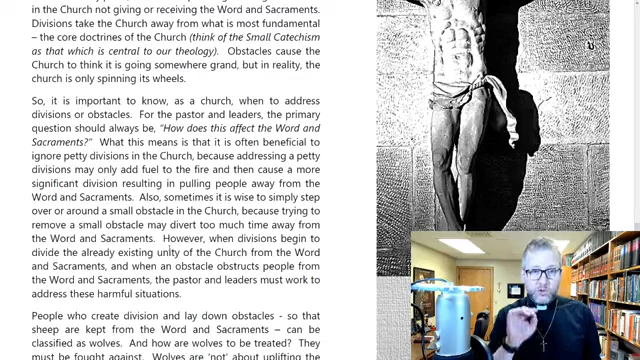 in the Church not giving or receiving the Word and Sacraments.
Divisions take the Church away from what is most fundamental
– the core doctrines of the Church (think of the Small Catechism
as that which is central to our theology). Obstacles cause the
Church to think it is going somewhere grand, but in reality, the
church is only spinning its wheels.
So, it is important to know, as a church, when to address
divisions or obstacles. For the pastor and leaders, the primary
question should always be, “How does this affect the Word and
Sacraments?” What this means is that it is often beneficial to
ignore petty divisions in the Church, because addressing a petty
divisions may only add fuel to the fire and then cause a more
significant division resulting in pulling people away from the
Word and Sacraments. Also, sometimes it is wise to simply step
over or around a small obstacle in the Church, because trying to
remove a small obstacle may divert too much time away from
the Word and Sacraments. However, when divisions begin to
divide the already existing unity of the Church from the Word
and Sacraments, and when an obstacle obstructs people from
the Word and Sacraments, the pastor and leaders must work to
address these harmful situations.
People who create division and lay down obstacles - so that
sheep are kept from the Word and Sacraments – can be
classified as wolves. And how are wolves to be treated? They
must be fought against. Wolves are 'not' about uplifting the